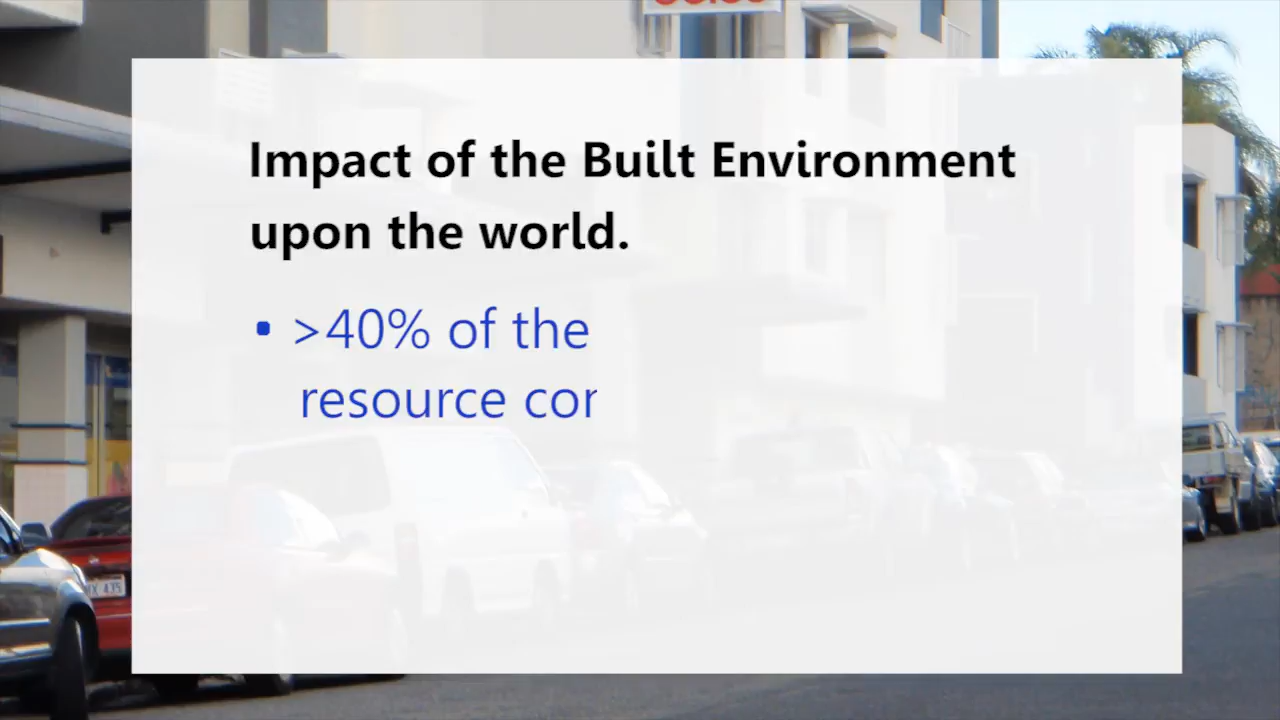 Impact of the Built Environment
upon the world.
• >40% of the
resource cor